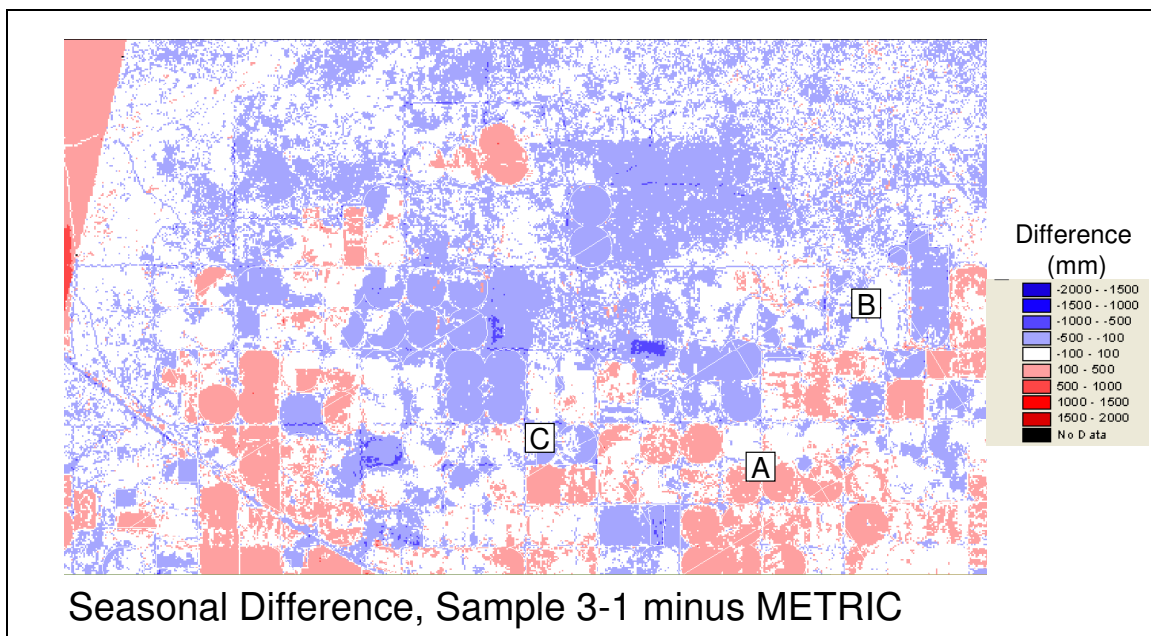 B
C
A
Difference
(mm)
-2000 - -1500
-1500 - -1000
-1000 - -500
-500 - -100
-100 - 100
100 - 500
500 - 1000
1000 - 1500
1500 - 2000
No Data
Seasonal Difference, Sample 3-1 minus METRIC